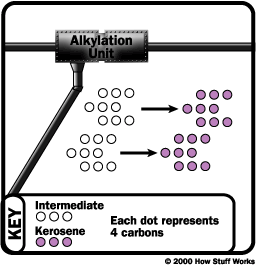 Alkylation
Unit
KEY
Intermediate
Kerosene
Each dot represents
4 carbons
© 2000 How Stuff Works